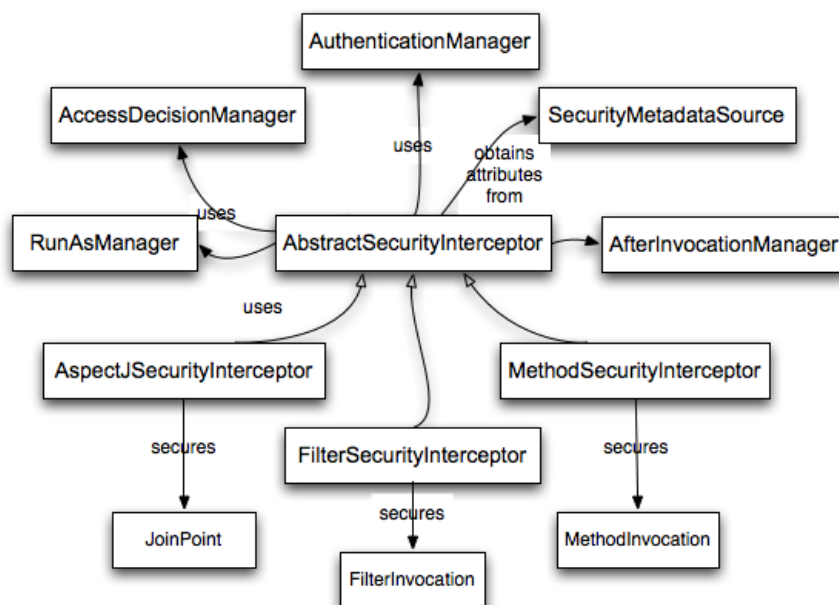 AuthenticationManager
AccessDecisionManager
SecurityMetadataSource
uses
obtains
attributes
from
uses
RunAsManager
AbstractSecurityInterceptor
AfterInvocationManager
uses
AspectJSecurityInterceptor
MethodSecurityInterceptor
secures
FilterSecurityInterceptor
secures
secures
JoinPoint
MethodInvocation
FilterInvocation